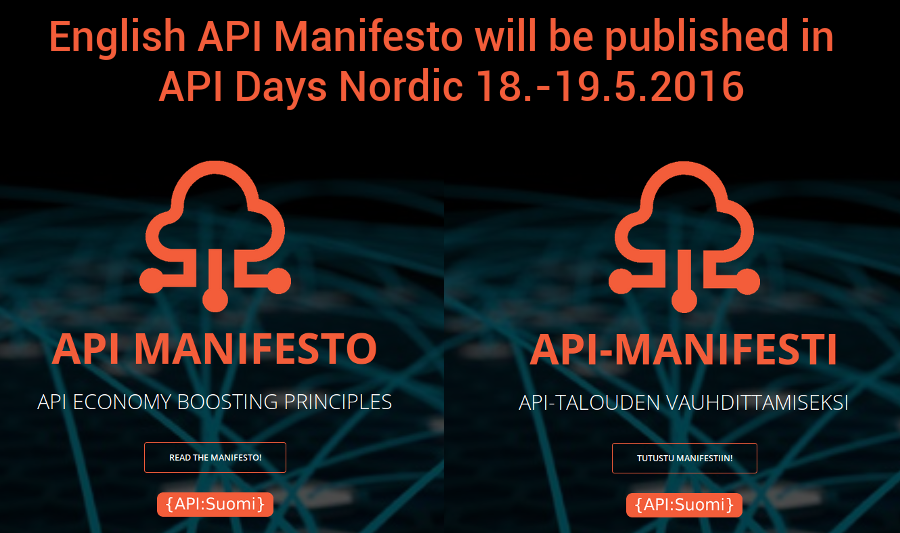 English API Manifesto will be published in
API Days Nordic 18.-19.5.2016
API MANIFESTO
API ECONOMY BOOSTING PRINCIPLES
READ THE MANIFESTO!
{API:Suomi}
API-MANIFESTI
API-TALOUDEN VAUHDITTAMISEKSI
TUTUSTU MANIFESTIIN!
{API:Suomi}